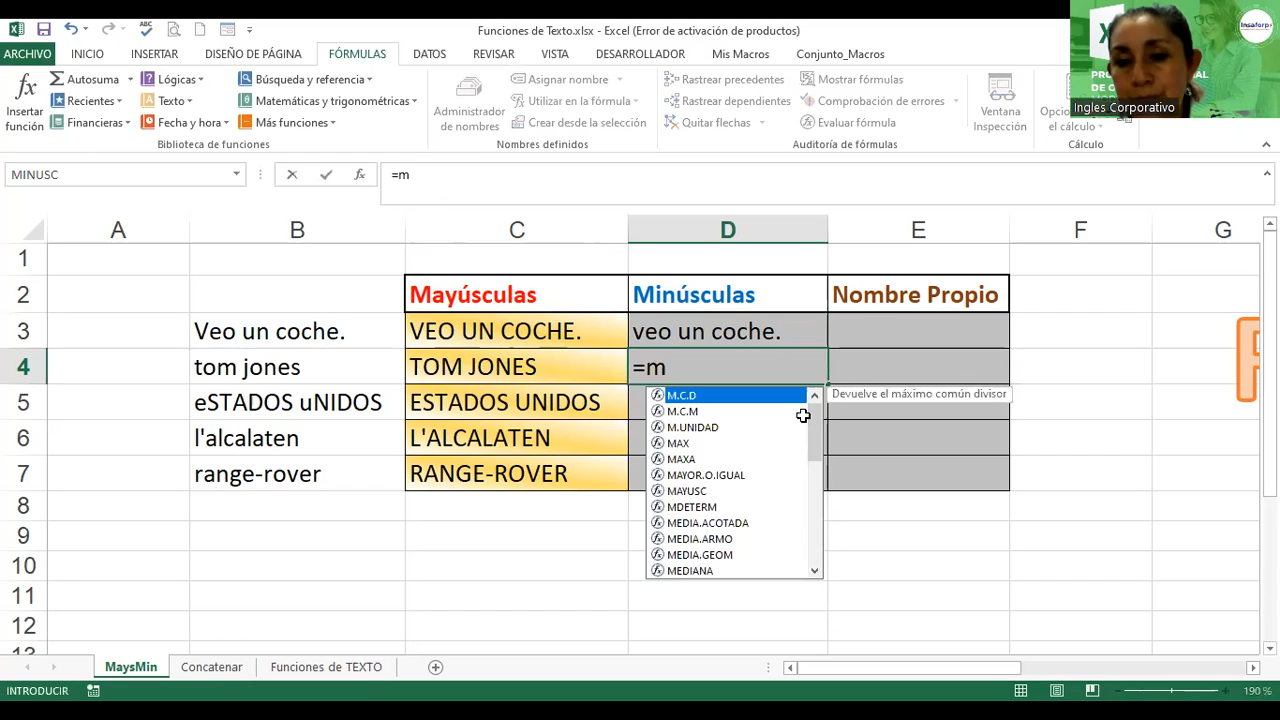 Funciones de Texto.xlsx - Excel (Error de activación de productos)
Insaforp
ARCHIVO INICIO INSERTAR DISEÑO DE PÁGINA FÓRMULAS DATOS REVISAR VISTA DESARROLLADOR Mis Macros Conjunto_Macros
Ingles Corporativo
fx Insertar función
Autosuma Lógicas Búsqueda y referencia
Recientes Texto Matemáticas y trigonométricas
Financieras Fecha y hora Más funciones
Biblioteca de funciones
Administrador de nombres
Asignar nombre
Utilizar en la fórmula
Crear desde la selección
Nombres definidos
Rastrear precedentes Mostrar fórmulas
Rastrear dependientes Comprobación de errores
Quitar flechas Evaluar fórmula
Auditoría de fórmulas
Ventana Inspección
el cálculo
Cálculo
MINUSC fx =m
A B C D E F G
1
2 Mayúsculas Minúsculas Nombre Propio
3 Veo un coche. VEO UN COCHE. veo un coche.
4 tom jones TOM JONES =m
5 eSTADOS uNIDOS ESTADOS UNIDOS
6 l'alcalaten L'ALCALATEN
7 range-rover RANGE-ROVER
8
9
10
11
12
13
M.C.D Devuelve el máximo común divisor
M.C.M
M.UNIDAD
MAX
MAXA
MAYOR.O.IGUAL
MAYUSC
MDETERM
MEDIA.ACOTADA
MEDIA.ARMO
MEDIA.GEOM
MEDIANA
MaysMin Concatenar Funciones de TEXTO
INTRODUCIR 190 %